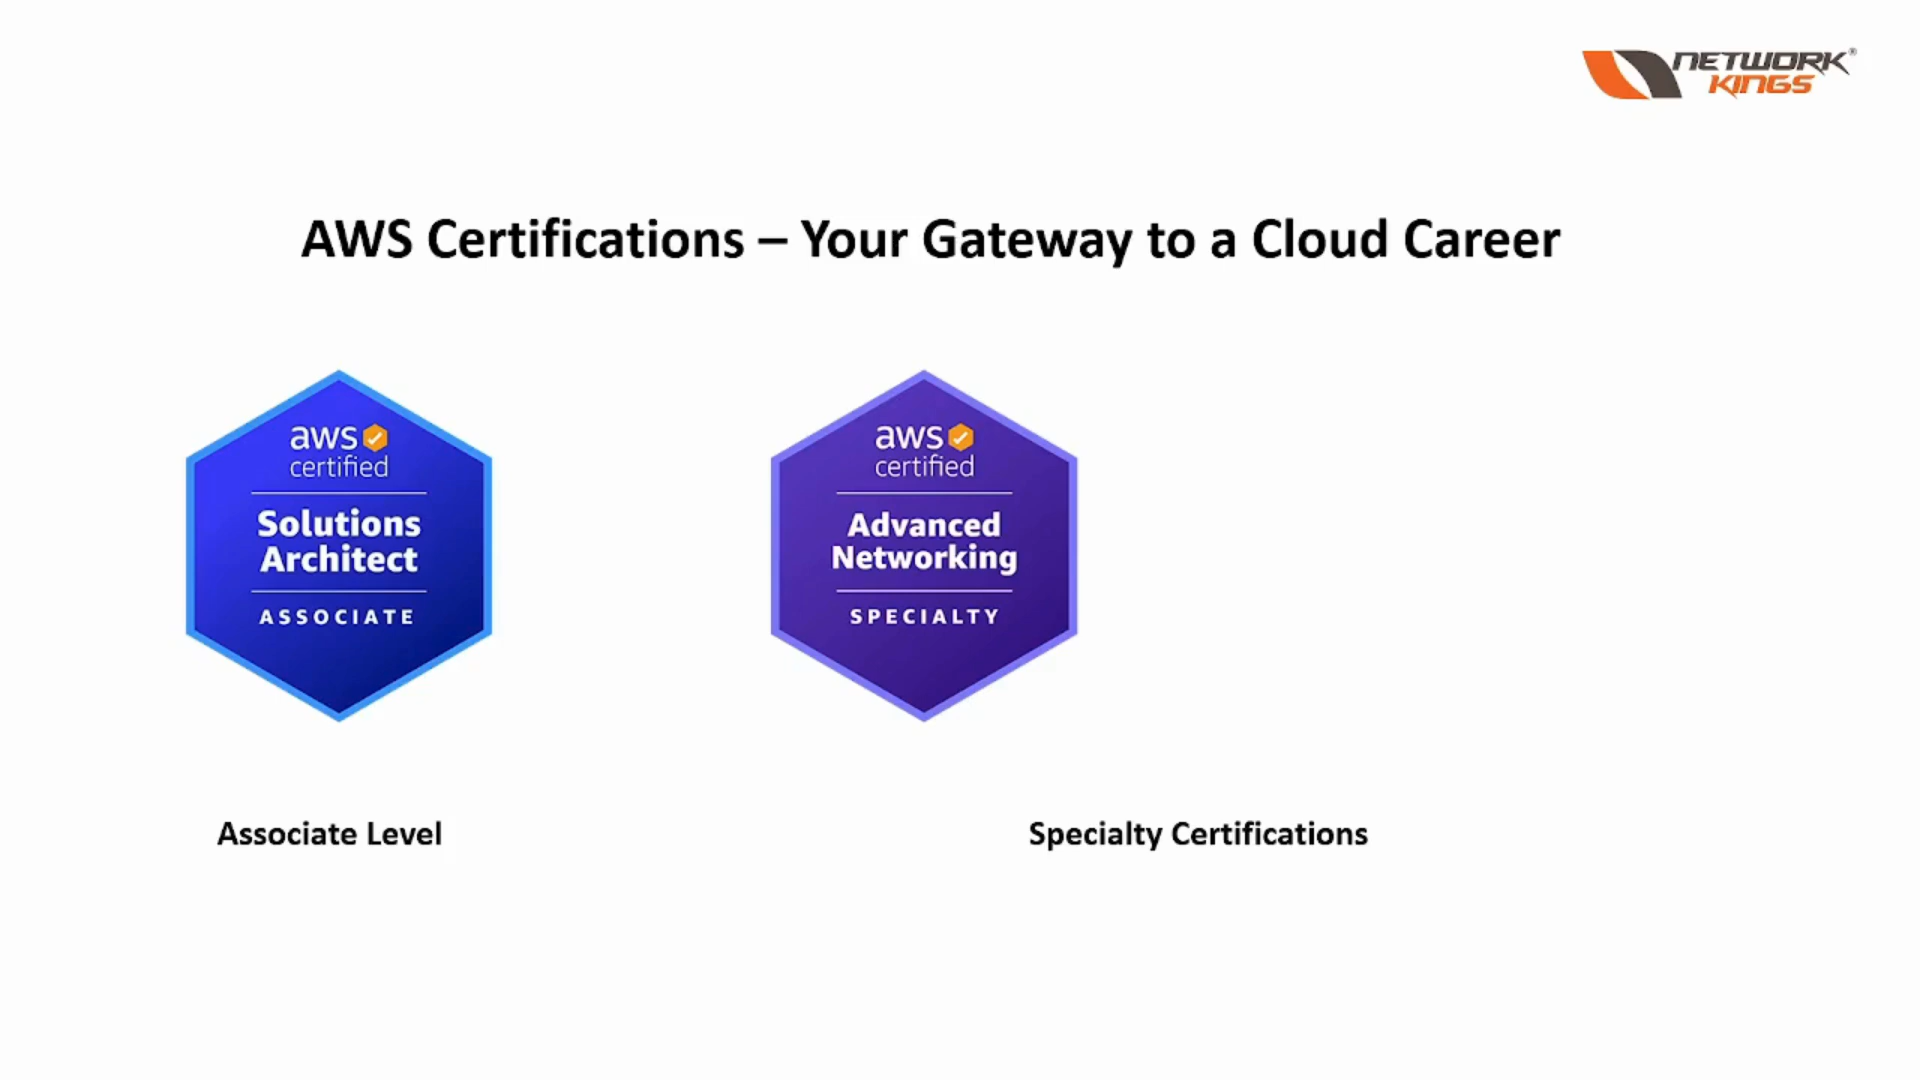 NETWORK®
KINGS
AWS Certifications – Your Gateway to a Cloud Career
aws
certified
Solutions
Architect
ASSOCIATE
aws
certified
Advanced
Networking
SPECIALTY
Associate Level
Specialty Certifications